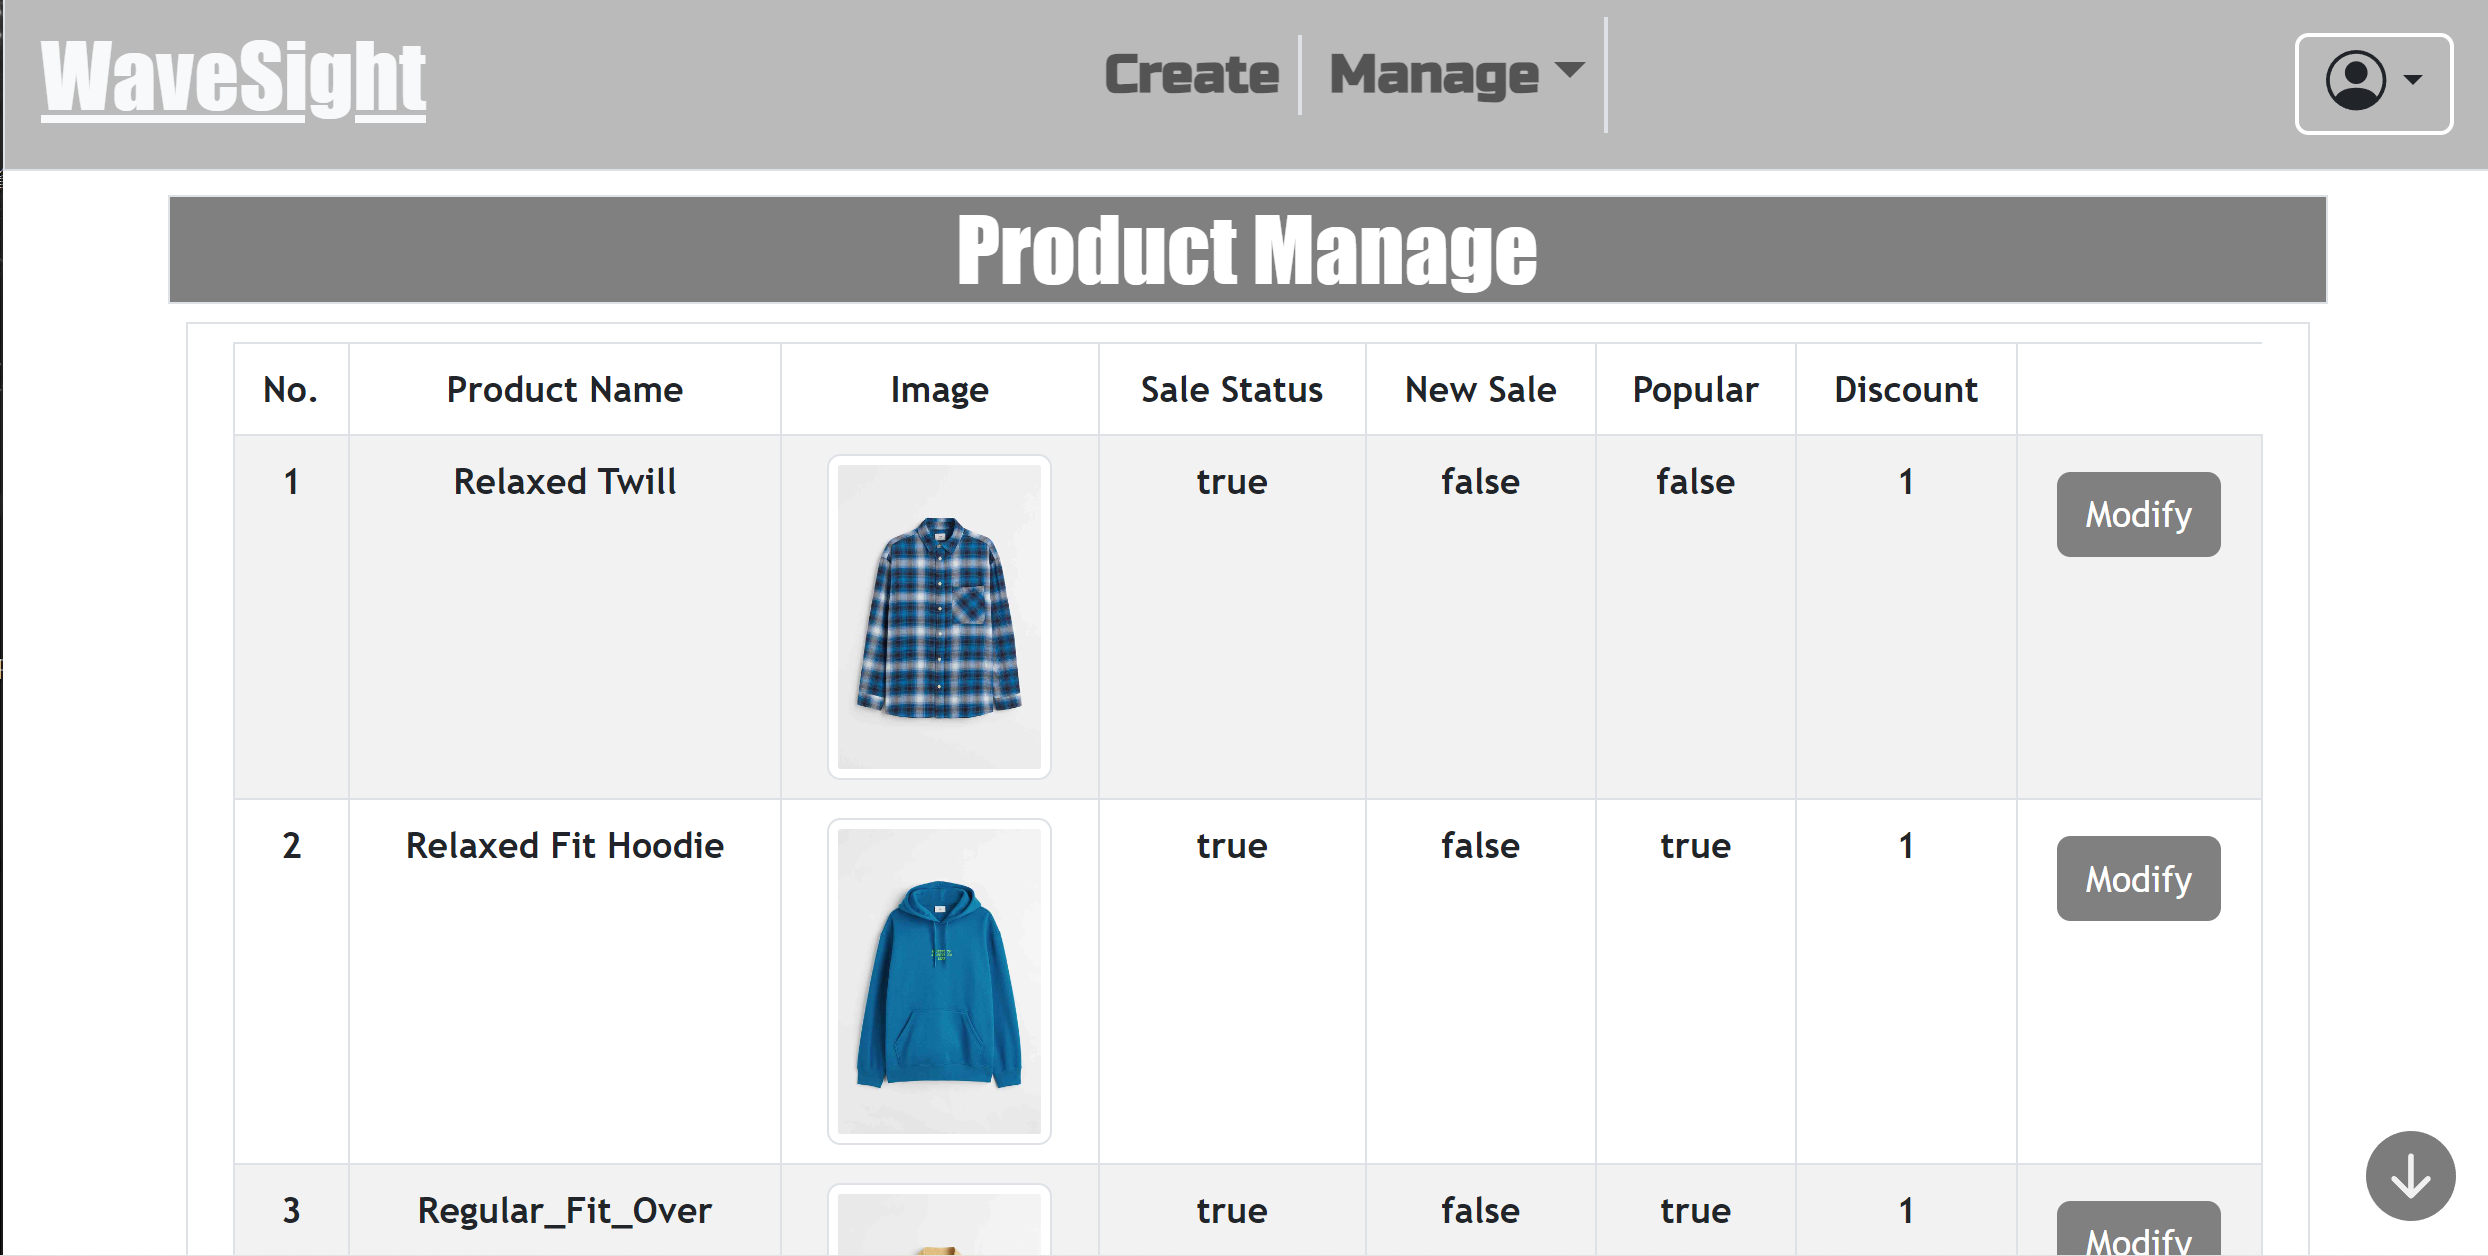 WaveSight
Create
Manage
Product Manage
No. Product Name Image Sale Status New Sale Popular Discount
1 Relaxed Twill true false false 1 Modify
2 Relaxed Fit Hoodie true false true 1 Modify
3 Regular_Fit_Over true false true 1 Modify